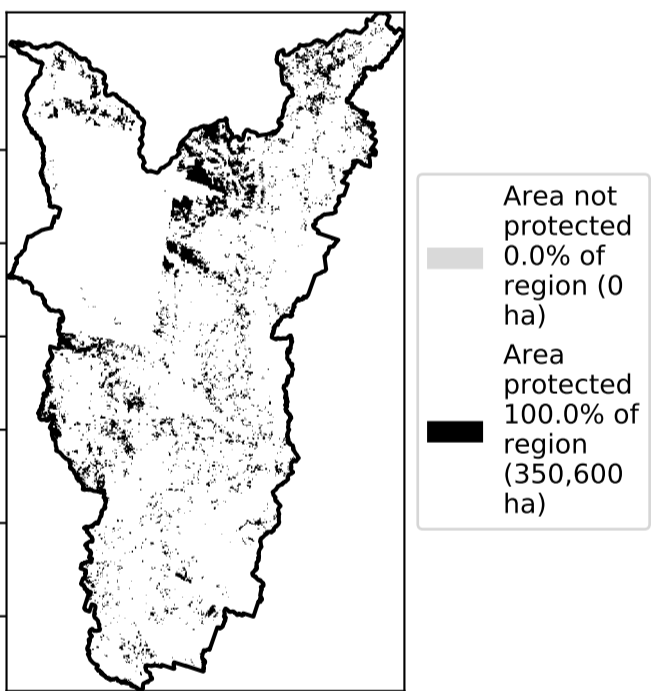 Area not
protected
0.0% of
region (0
ha)
Area
protected
100.0% of
region
(350,600
ha)